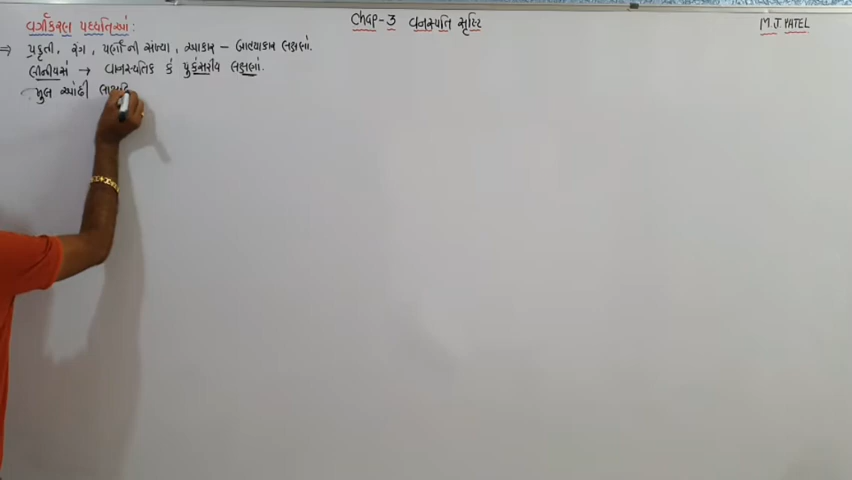 Chap-3 વનસ્પતિ સૃષ્ટિ
M.J. PATEL
વર્ગીકરણ પદ્ધતિઓ:
⇒ પ્રકૃતી, રંગ, પર્ણોની સંખ્યા, આકાર - બાહ્યાકાર લક્ષણો.
લીનીયસે → વાનસ્પતિક કે પુંકેસરીય લક્ષણો.